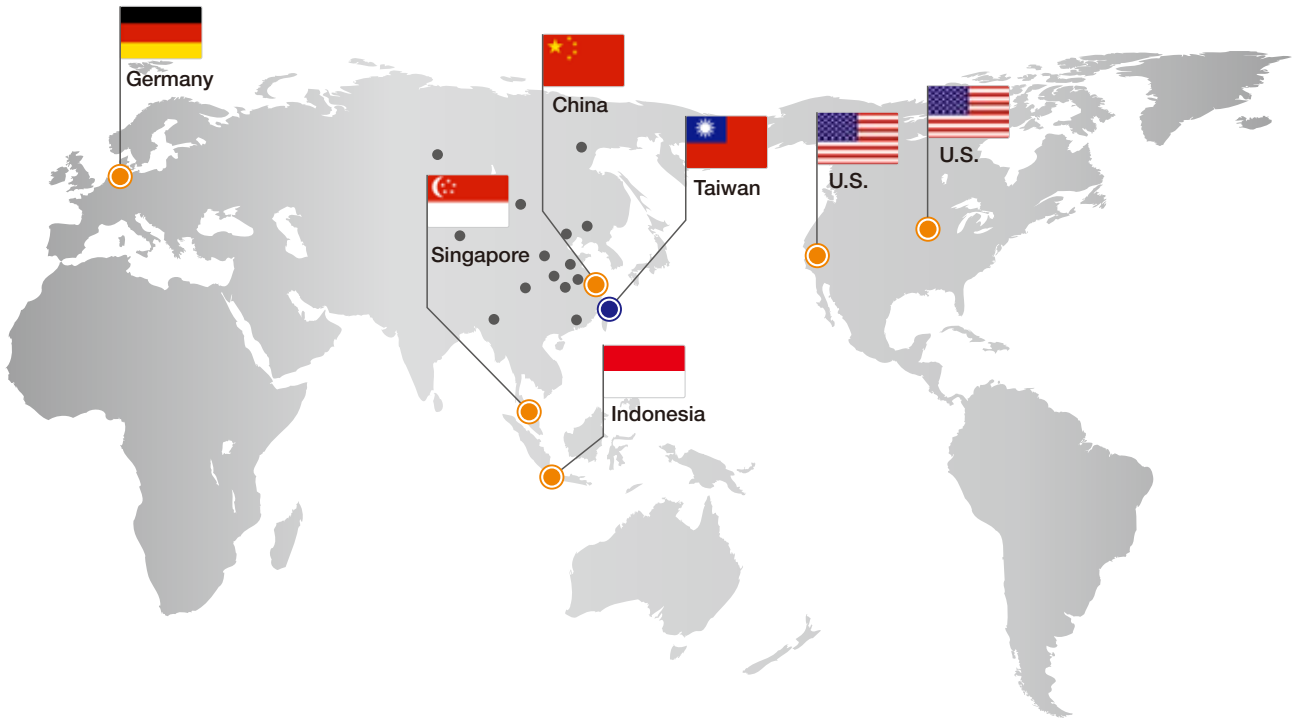 Germany
China
U.S.
U.S.
Taiwan
Singapore
Indonesia